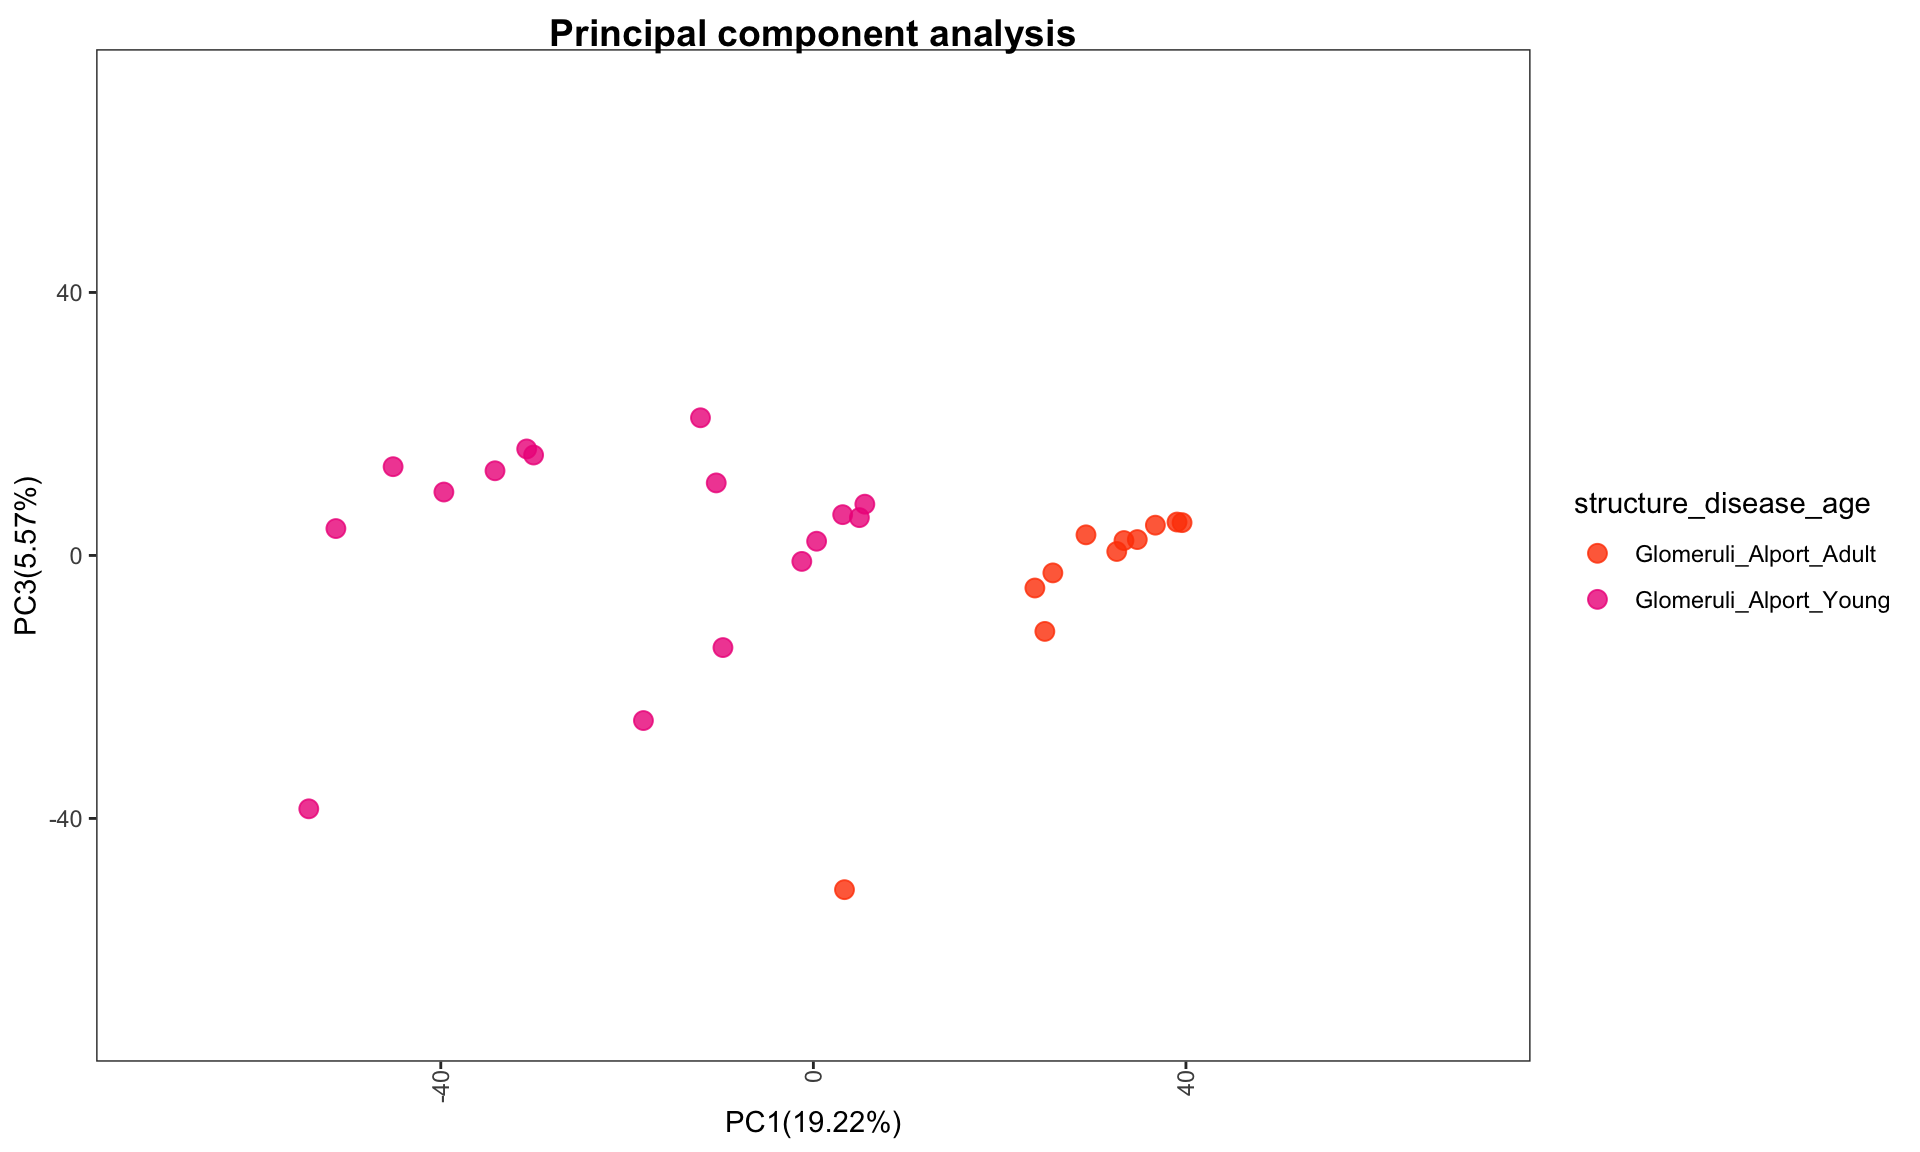 Principal component analysis
40
0
-40
PC3(5.57%)
-40
0
40
PC1(19.22%)
structure_disease_age
Glomeruli_Alport_Adult
Glomeruli_Alport_Young